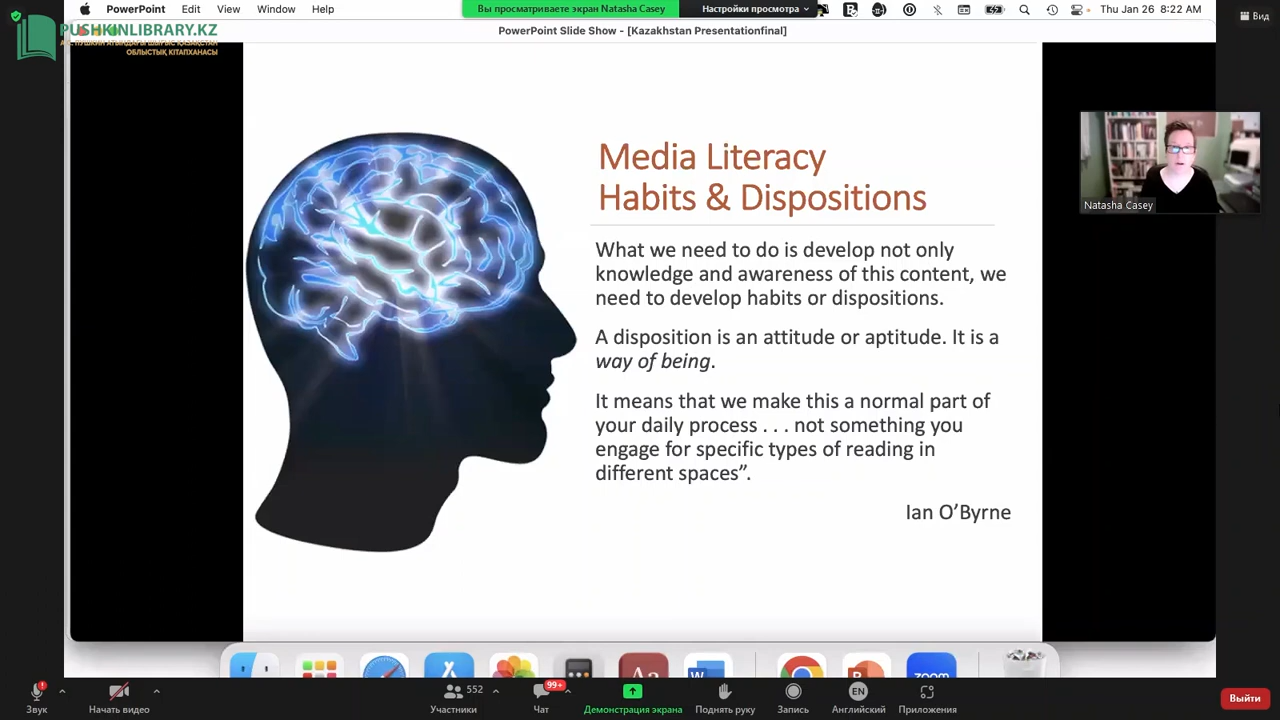 PowerPoint Edit View Window Help
Вы просматриваете экран Natasha Casey
Настройки просмотра
Thu Jan 26 8:22 AM
Вид
PUSHKINLIBRARY.KZ
ОБЛЫСТЫҚ КІТАПХАНАСЫ
PowerPoint Slide Show - [Kazakhstan Presentationfinal]
Media Literacy
Habits & Dispositions
What we need to do is develop not only
knowledge and awareness of this content, we
need to develop habits or dispositions.
A disposition is an attitude or aptitude. It is a
way of being.
It means that we make this a normal part of
your daily process . . . not something you
engage for specific types of reading in
different spaces”.
Ian O’Byrne
Natasha Casey
Aa
W
P
zoom
Звук
Начать видео
552
Участники
99+
Чат
Демонстрация экрана
Поднять руку
Запись
EN
Английский
Приложения
Выйти